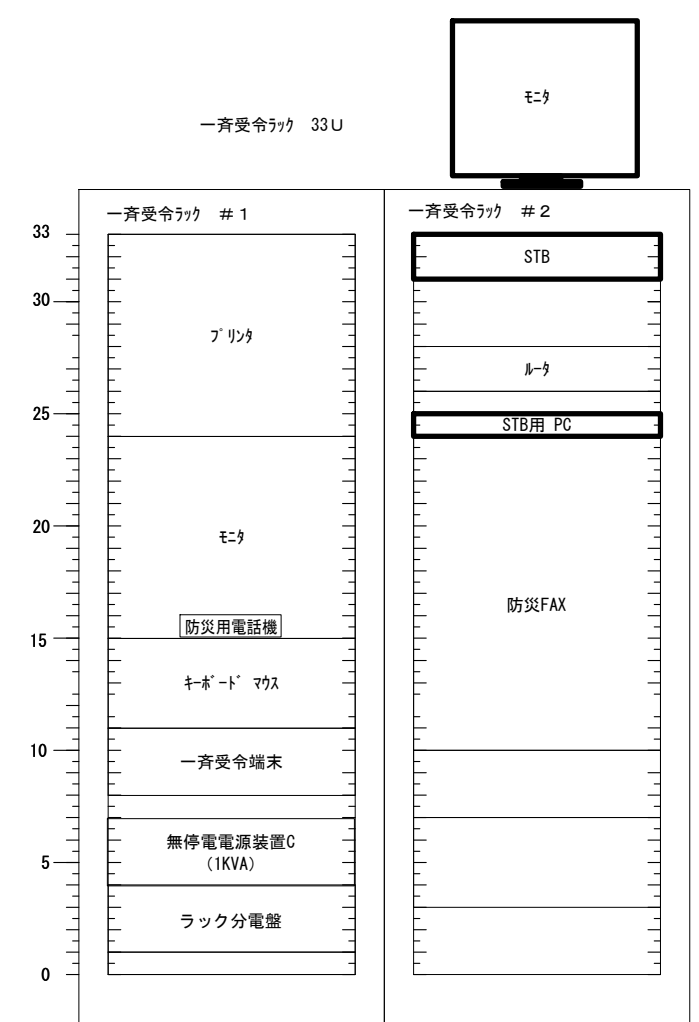 モニタ
一斉受令ラック 33U
一斉受令ラック #1
一斉受令ラック #2
33
STB
30
プリンタ
ルータ
25
STB用 PC
20
モニタ
防災FAX
防災用電話機
15
キーボード マウス
10
一斉受令端末
無停電電源装置C
5
(1KVA)
ラック分電盤
0